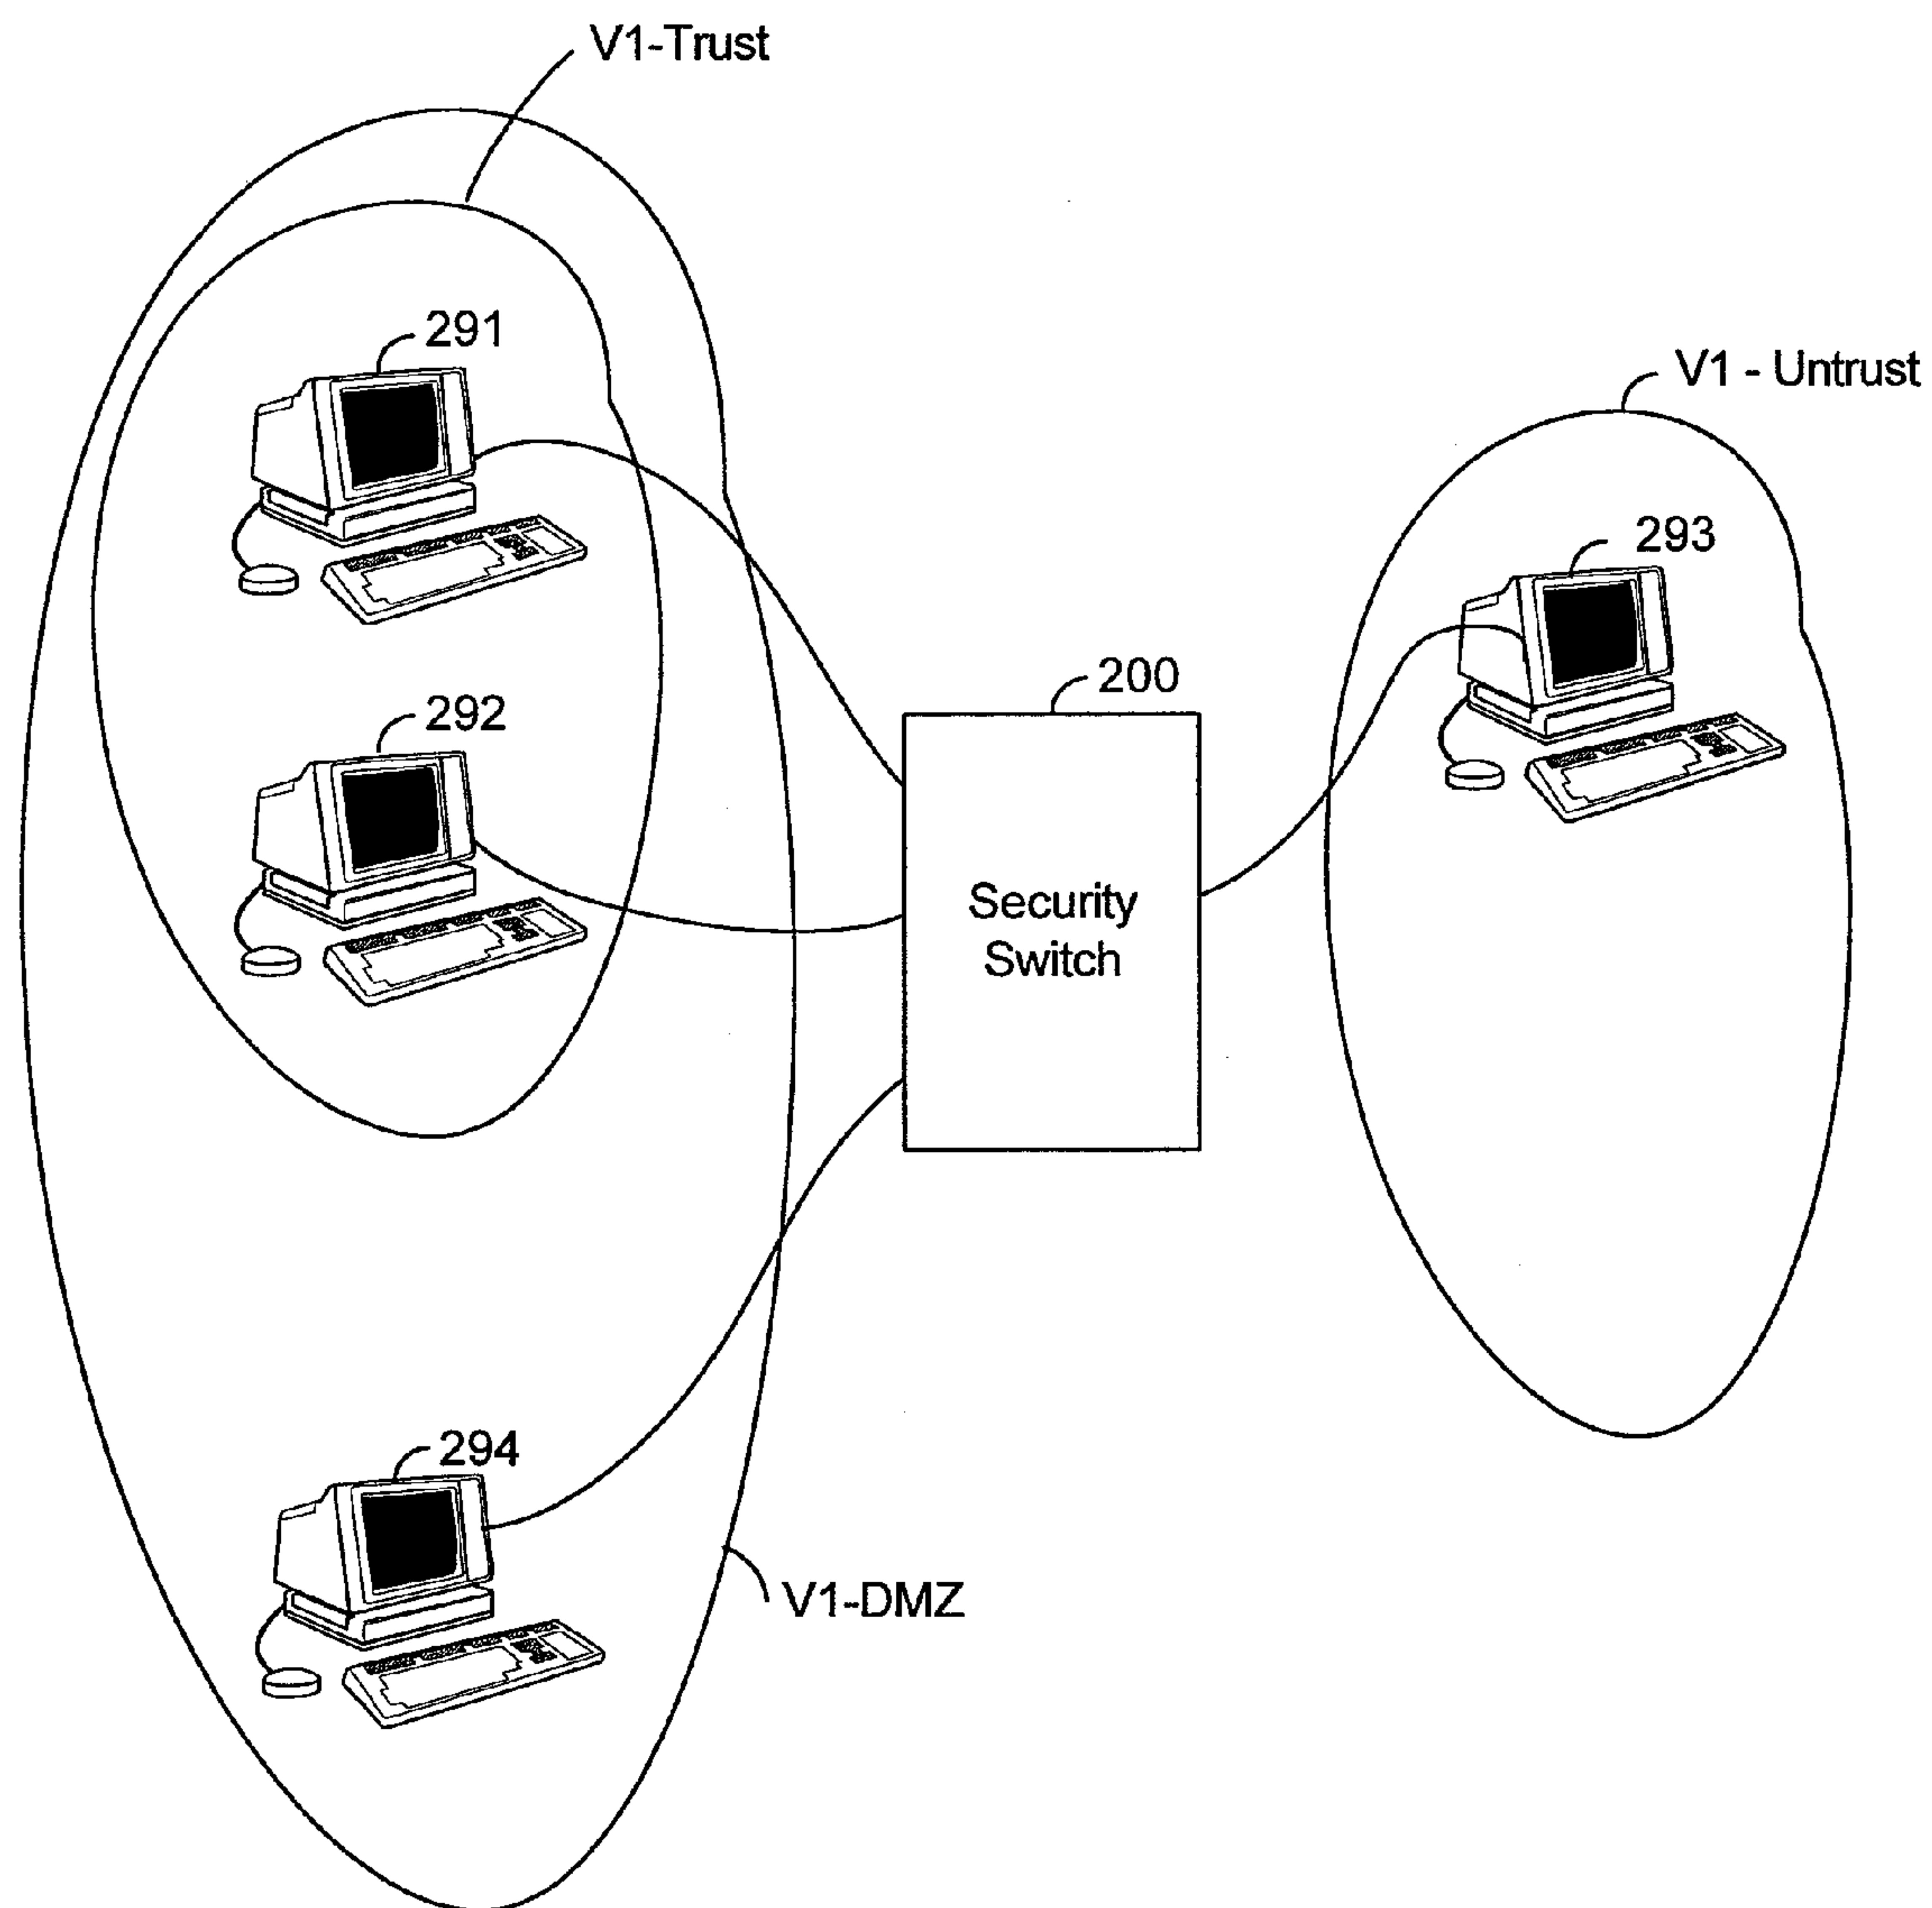 V1-Trust
291
V1 - Untrust
293
292
200
Security
Switch
294
V1-DMZ